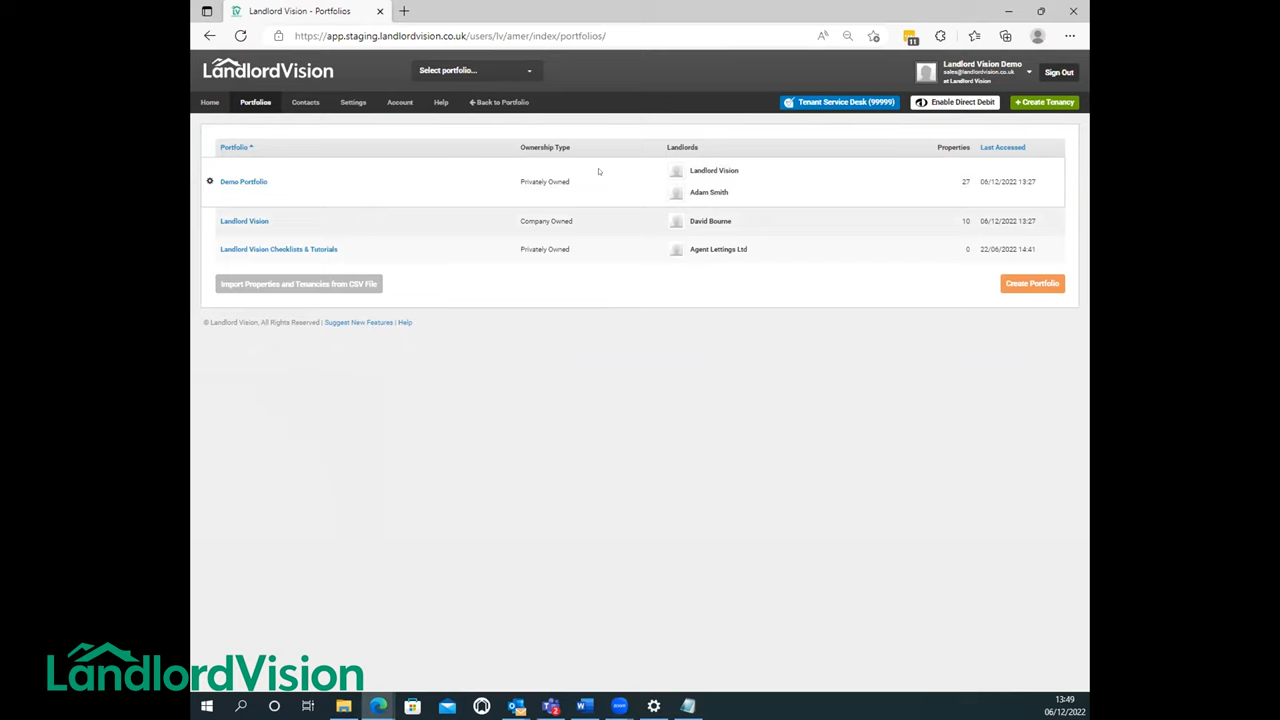 Landlord Vision - Portfolios
https://app.staging.landlordvision.co.uk/users/lv/amer/index/portfolios/
11
LandlordVision
Select portfolio...
Landlord Vision Demo
sales@landlordvision.co.uk
at Landlord Vision
Sign Out
Home Portfolios Contacts Settings Account Help Back to Portfolio
Tenant Service Desk (99999) Enable Direct Debit + Create Tenancy
Portfolio Ownership Type Landlords Properties Last Accessed
Demo Portfolio Privately Owned Landlord Vision 27 06/12/2022 13:27
Adam Smith
Landlord Vision Company Owned David Bourne 10 06/12/2022 13:27
Landlord Vision Checklists & Tutorials Privately Owned Agent Lettings Ltd 0 22/06/2022 14:41
Import Properties and Tenancies from CSV File Create Portfolio
© Landlord Vision, All Rights Reserved | Suggest New Features | Help
LandlordVision
13:49
06/12/2022